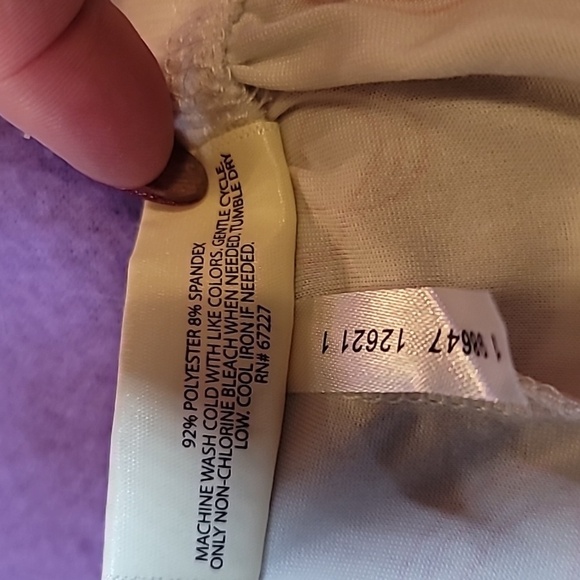 92% POLYESTER 8% SPANDEX
MACHINE WASH COLD WITH LIKE COLORS, GENTLE CYCLE,
ONLY NON-CHLORINE BLEACH WHEN NEEDED, TUMBLE DRY
LOW. COOL IRON IF NEEDED.
RN# 67227
12621 1